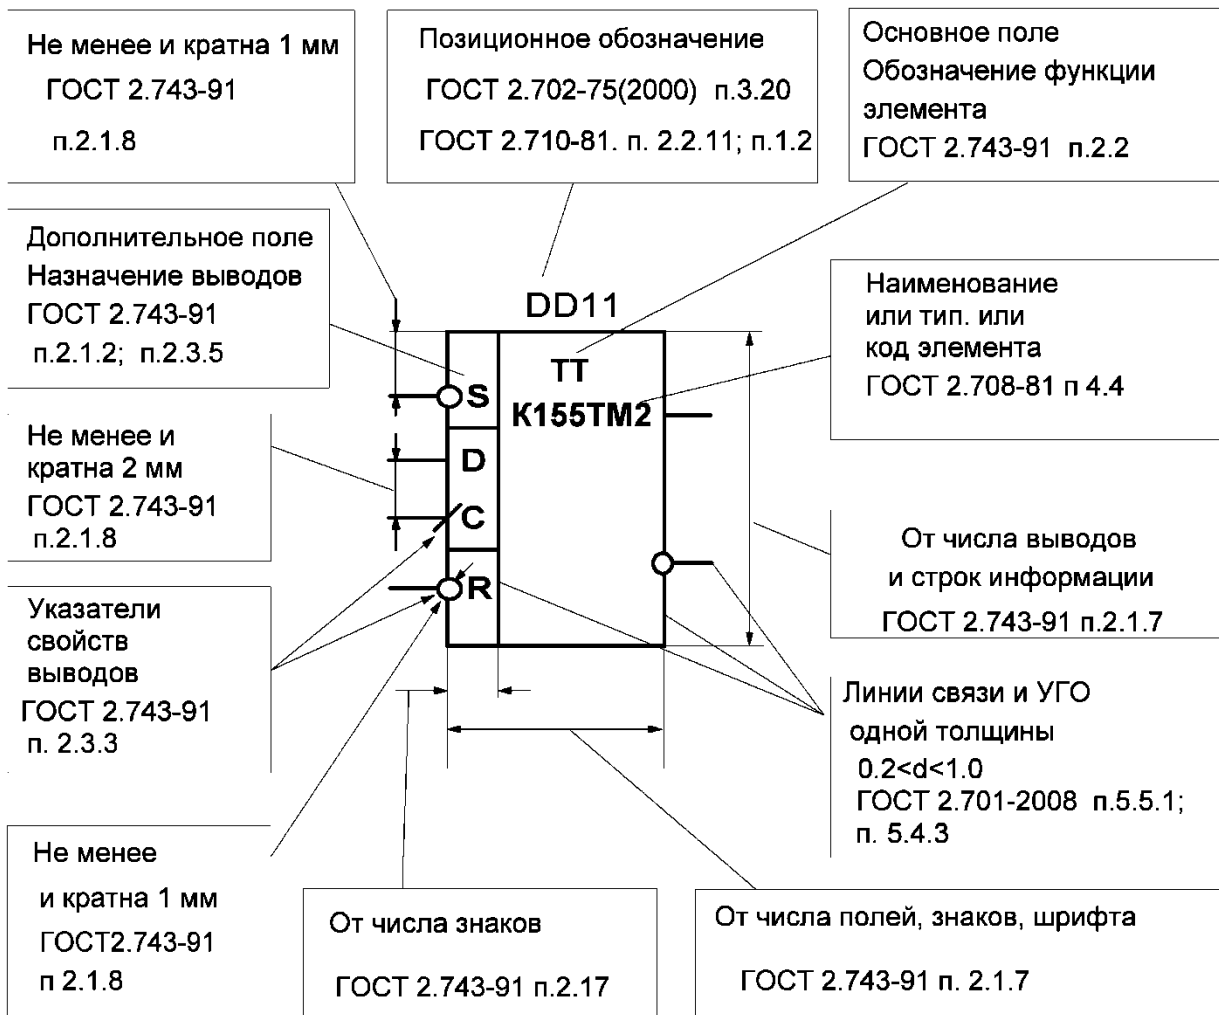 Не менее и кратна 1 мм
ГОСТ 2.743-91
п.2.1.8
Позиционное обозначение
ГОСТ 2.702-75(2000) п.3.20
ГОСТ 2.710-81. п. 2.2.11; п.1.2
Основное поле
Обозначение функции
элемента
ГОСТ 2.743-91 п.2.2
Дополнительное поле
Назначение выводов
ГОСТ 2.743-91
п.2.1.2; п.2.3.5
Наименование
или тип. или
код элемента
ГОСТ 2.708-81 п 4.4
DD11
ТТ
К155ТМ2
S
D
C
R
Не менее и
кратна 2 мм
ГОСТ 2.743-91
п.2.1.8
От числа выводов
и строк информации
ГОСТ 2.743-91 п.2.1.7
Указатели
свойств
выводов
ГОСТ 2.743-91
п. 2.3.3
Линии связи и УГО
одной толщины
0.2<d<1.0
ГОСТ 2.701-2008 п.5.5.1;
п. 5.4.3
Не менее
и кратна 1 мм
ГОСТ2.743-91
п 2.1.8
От числа знаков
ГОСТ 2.743-91 п.2.17
От числа полей, знаков, шрифта
ГОСТ 2.743-91 п. 2.1.7